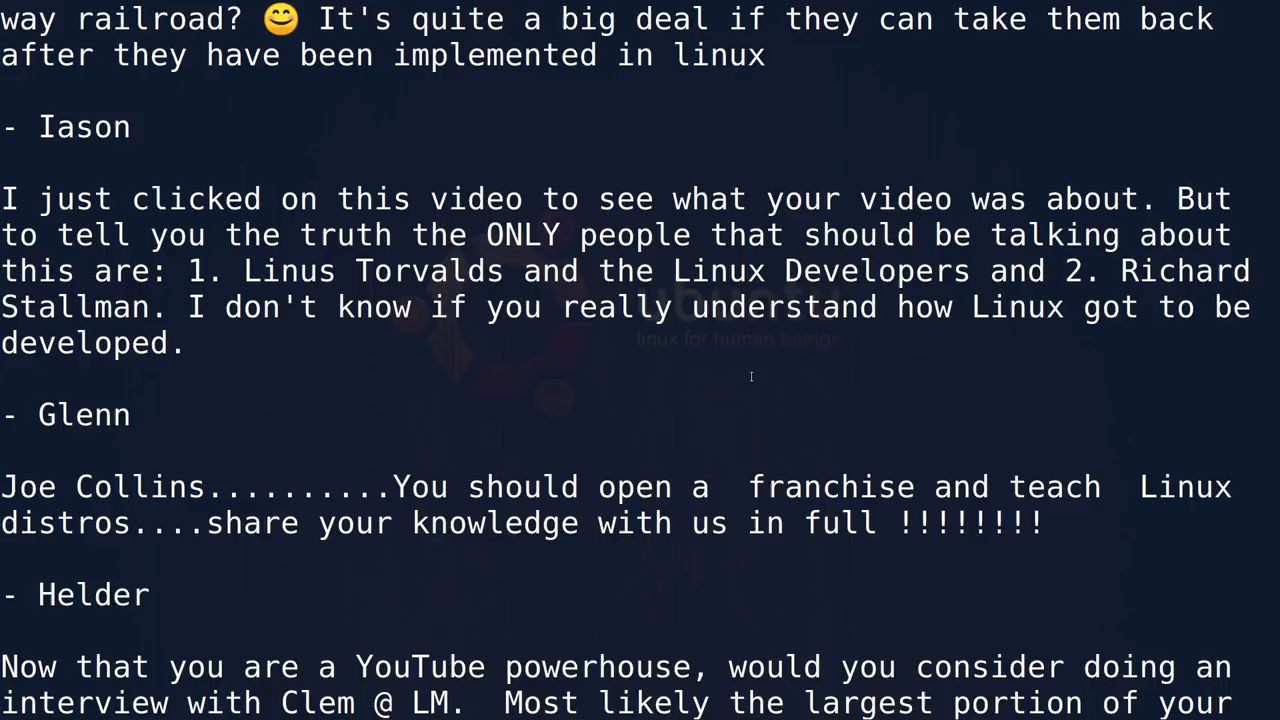 way railroad? 😊 It's quite a big deal if they can take them back
after they have been implemented in linux
- Iason
I just clicked on this video to see what your video was about. But
to tell you the truth the ONLY people that should be talking about
this are: 1. Linus Torvalds and the Linux Developers and 2. Richard
Stallman. I don't know if you really understand how Linux got to be
developed.
ubuntu
linux for human beings
- Glenn
Joe Collins..........You should open a  franchise and teach  Linux
distros....share your knowledge with us in full !!!!!!!!
- Helder
Now that you are a YouTube powerhouse, would you consider doing an
interview with Clem @ LM.  Most likely the largest portion of your